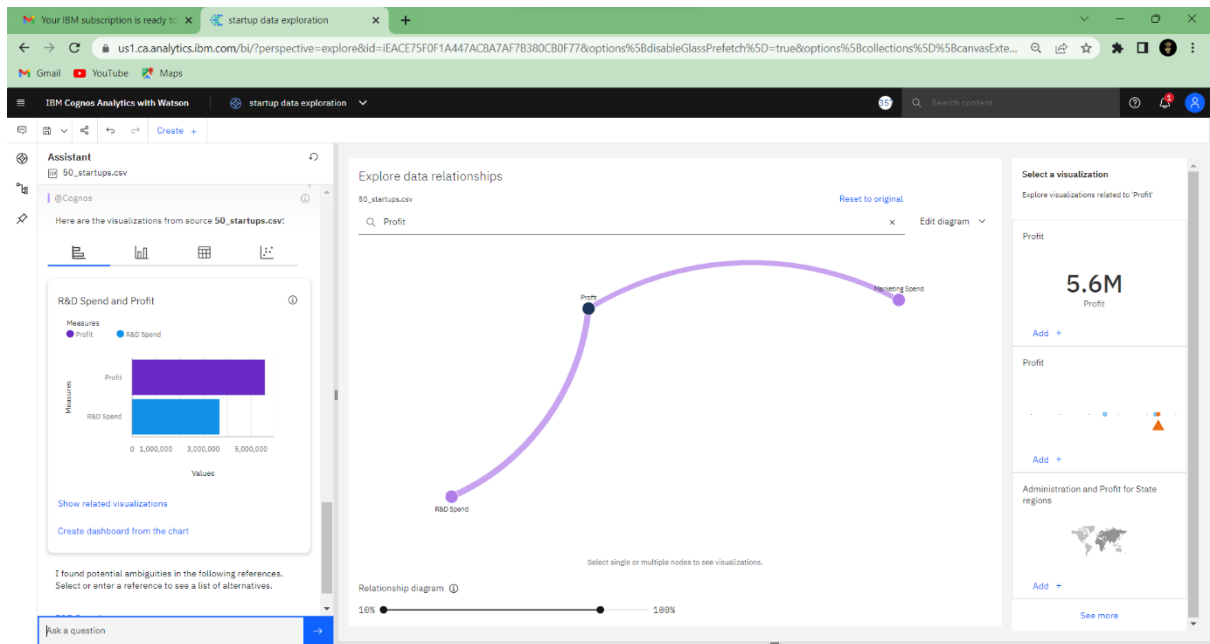 Your IBM subscription is ready to
startup data exploration
us1.ca.analytics.ibm.com/bi/?perspective=explore&id=iEACE75F0F1A447AC8A7AF7B380CB0F77&options%5BdisableGlassPrefetch%5D=true&options%5Bcollections%5D%5BcanvasExte...
Gmail YouTube Maps
IBM Cognos Analytics with Watson
startup data exploration
Search content
1
Create +
Assistant
50_startups.csv
@Cognos
Here are the visualizations from source 50_startups.csv:
R&D Spend and Profit
Measures
Profit R&D Spend
Measures
Profit
R&D Spend
0 1,000,000 3,000,000 5,000,000
Values
Show related visualizations
Create dashboard from the chart
I found potential ambiguities in the following references.
Select or enter a reference to see a list of alternatives.
Ask a question
Explore data relationships
50_startups.csv
Reset to original
Profit
Edit diagram
Profit
Marketing Spend
R&D Spend
Select single or multiple nodes to see visualizations.
Relationship diagram
10% 100%
Select a visualization
Explore visualizations related to 'Profit'
Profit
5.6M
Profit
Add +
Profit
Add +
Administration and Profit for State
regions
Add +
See more